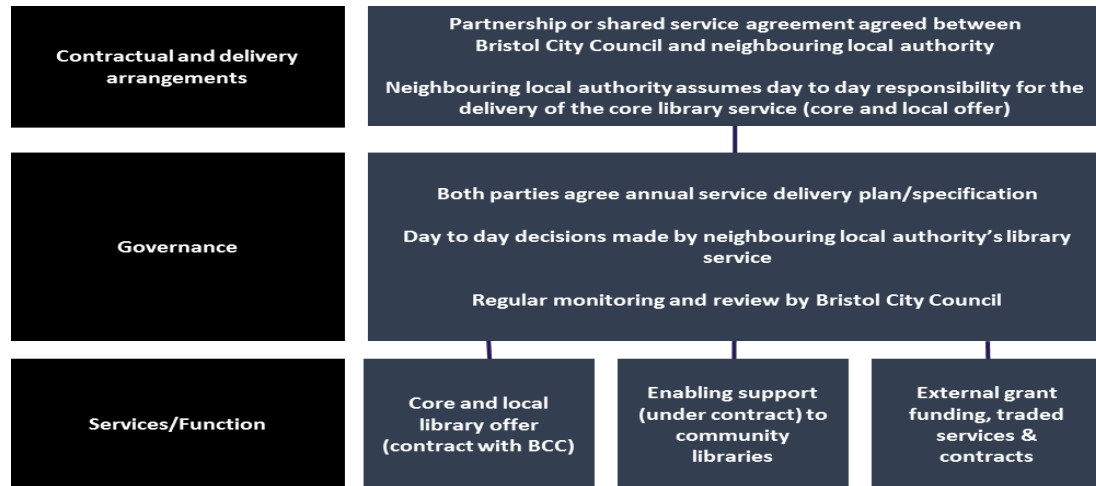 Contractual and delivery
arrangements
Partnership or shared service agreement agreed between
Bristol City Council and neighbouring local authority
Neighbouring local authority assumes day to day responsibility for the
delivery of the core library service (core and local offer)
Governance
Both parties agree annual service delivery plan/specification
Day to day decisions made by neighbouring local authority's library
service
Regular monitoring and review by Bristol City Council
Services/Function
Core and local
library offer
(contract with BCC)
Enabling support
(under contract) to
community
libraries
External grant
funding, traded
services &
contracts